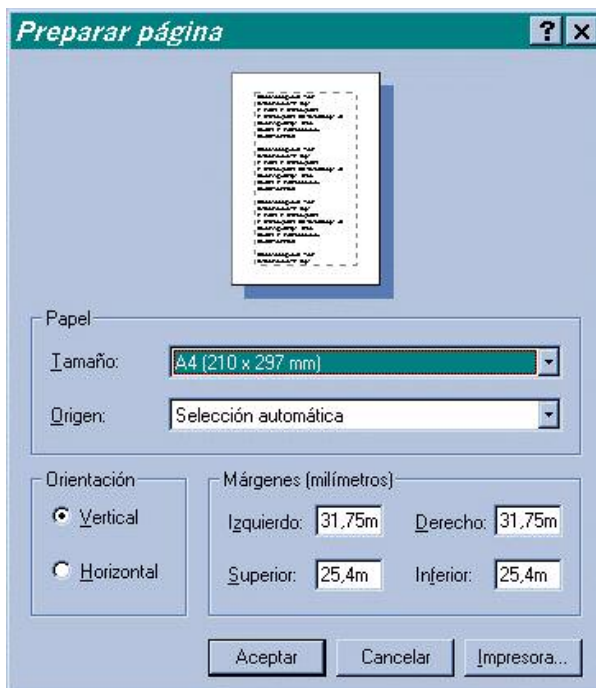 Preparar página
Papel
Tamaño: A4 (210 x 297 mm)
Origen: Selección automática
Orientación
Vertical
Horizontal
Márgenes (milímetros)
Izquierdo: 31,75m Derecho: 31,75m
Superior: 25,4m Inferior: 25,4m
Aceptar Cancelar Impresora...